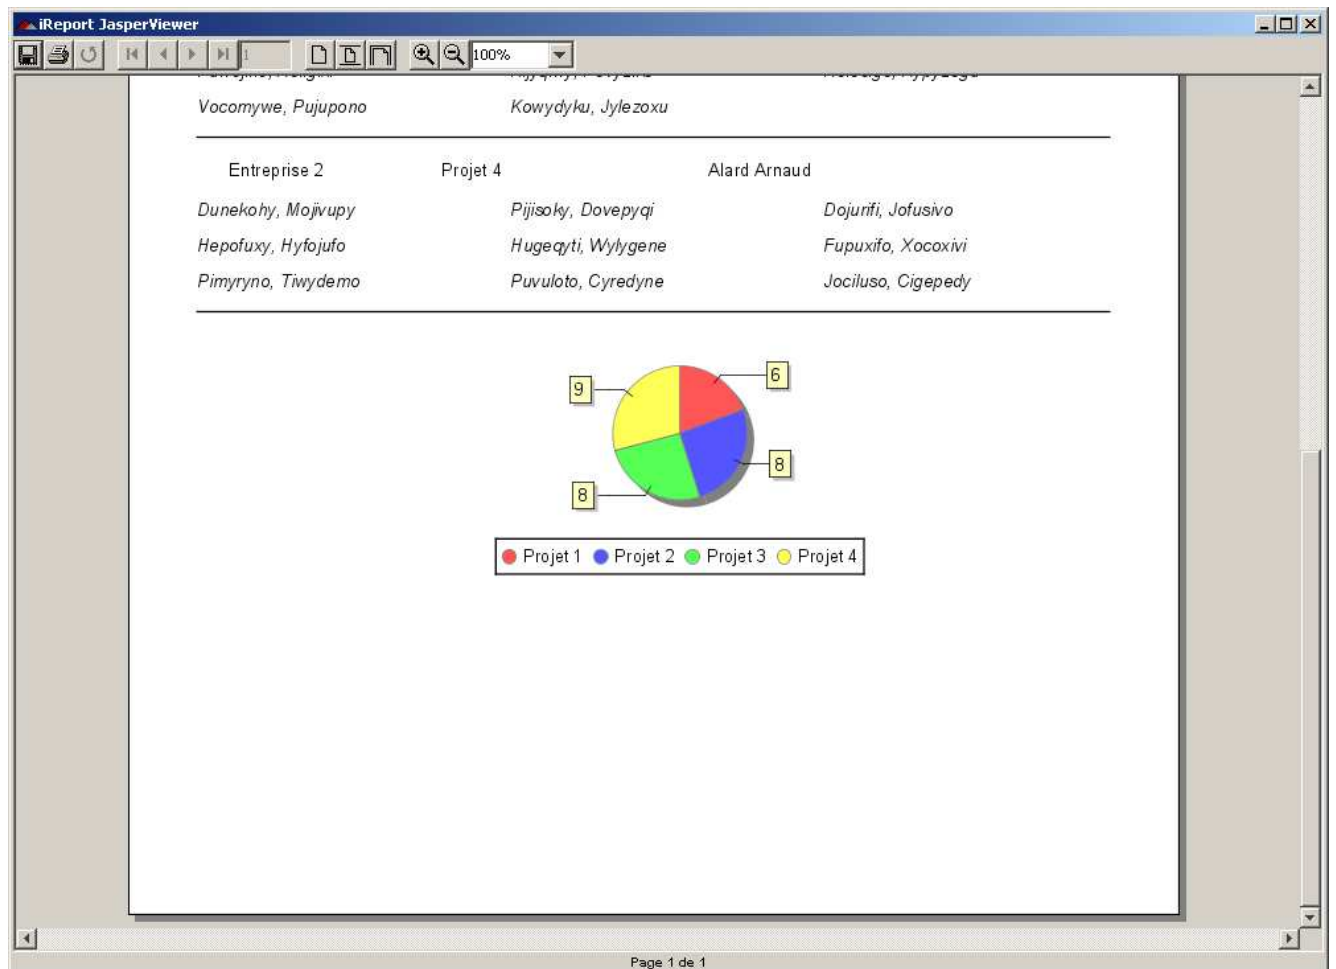 iReport JasperViewer
1 100%
Vocomywe, Pujupono Kowydyku, Jylezoxu
Entreprise 2 Projet 4 Alard Arnaud
Dunekohy, Mojivupy Pijisoky, Dovepyqi Dojurifi, Jofusivo
Hepofuxy, Hyfojufo Hugeqyti, Wylygene Fupuxifo, Xocoxivi
Pimyryno, Tiwydemo Puvuloto, Cyredyne Jociluso, Cigepedy
6
9
8
8
Projet 1 Projet 2 Projet 3 Projet 4
Page 1 de 1